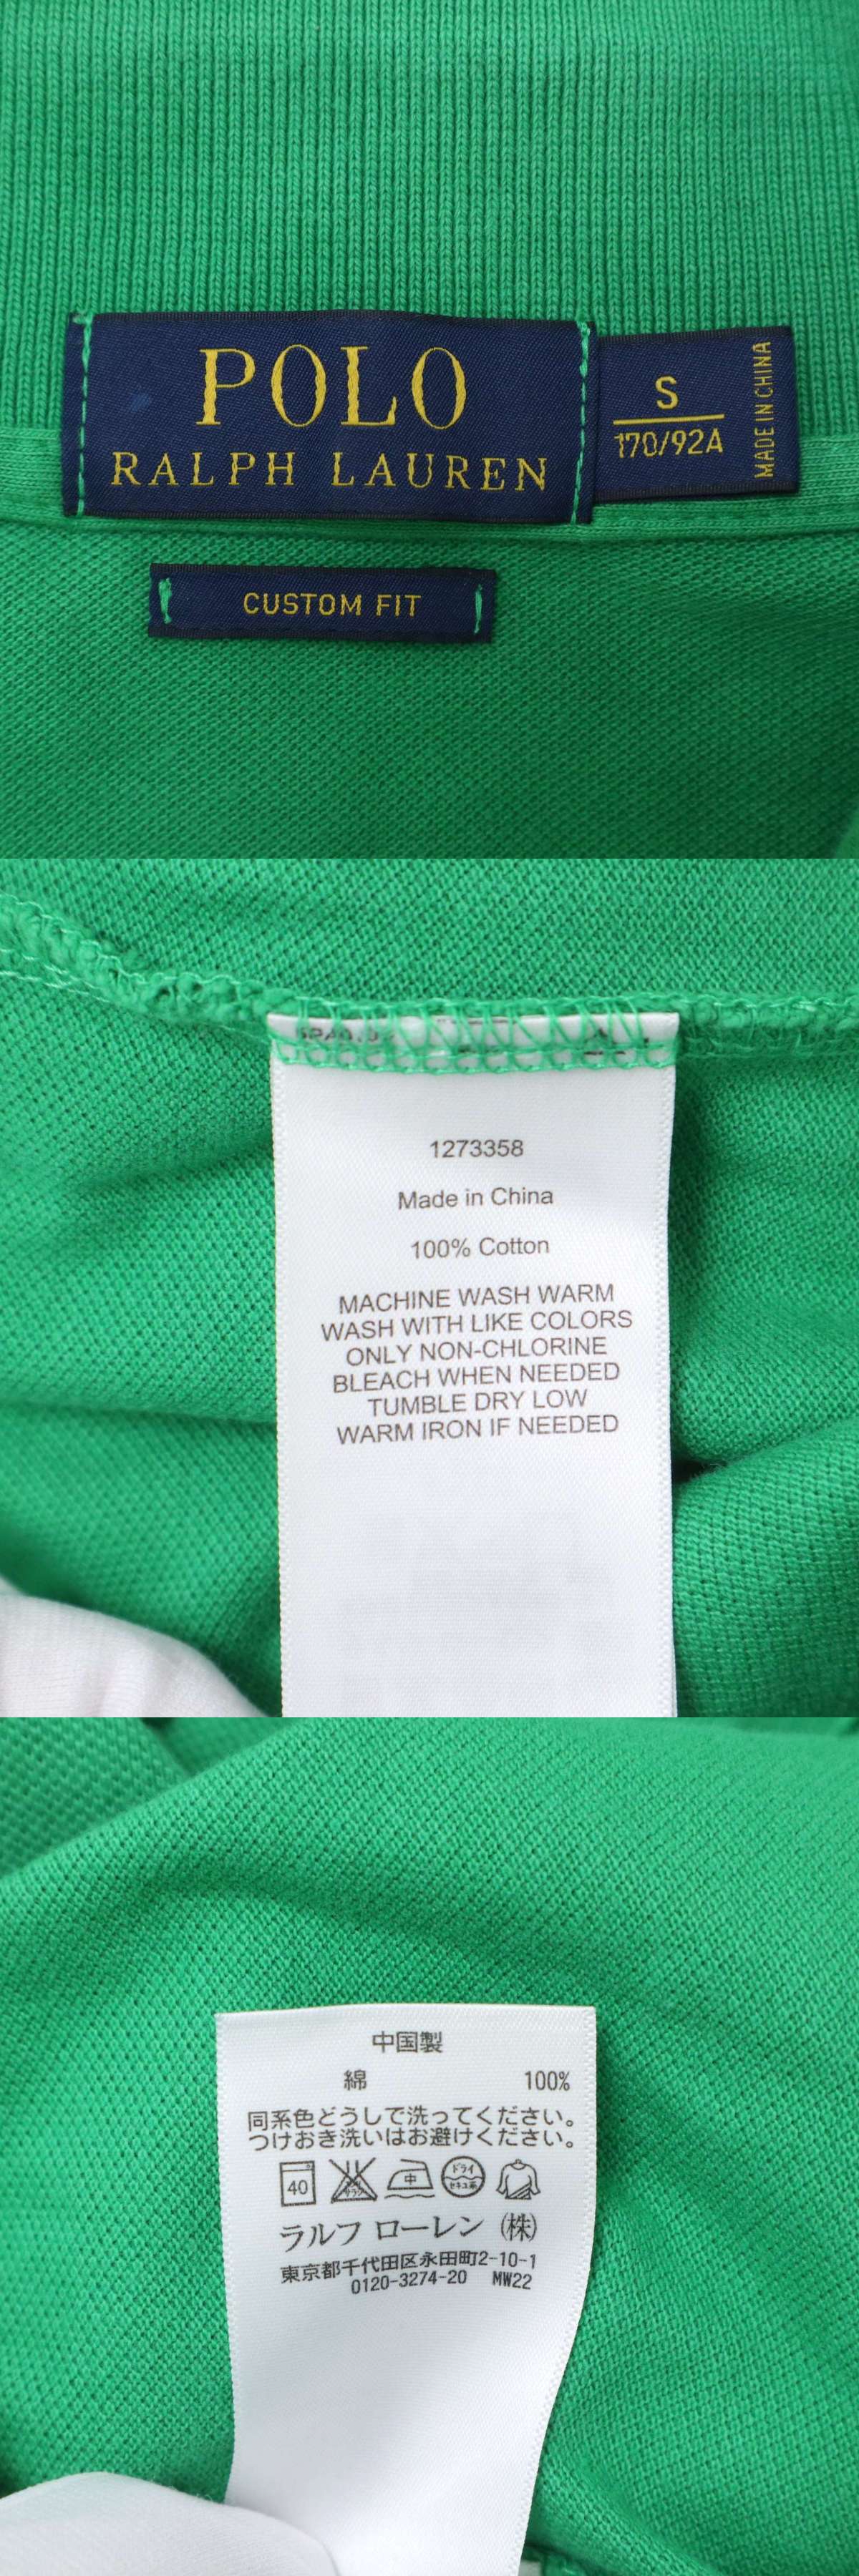 POLO
RALPH LAUREN
S
170/92A
MADE IN CHINA
CUSTOM FIT
1273358
Made in China
100% Cotton
MACHINE WASH WARM
WASH WITH LIKE COLORS
ONLY NON-CHLORINE
BLEACH WHEN NEEDED
TUMBLE DRY LOW
WARM IRON IF NEEDED
中国製
綿 100%
同系色どうしで洗ってください。
つけおき洗いはお避けください。
40 中 ドライ セキユ系
ラルフ ローレン (株)
東京都千代田区永田町2-10-1
0120-3274-20 MW22